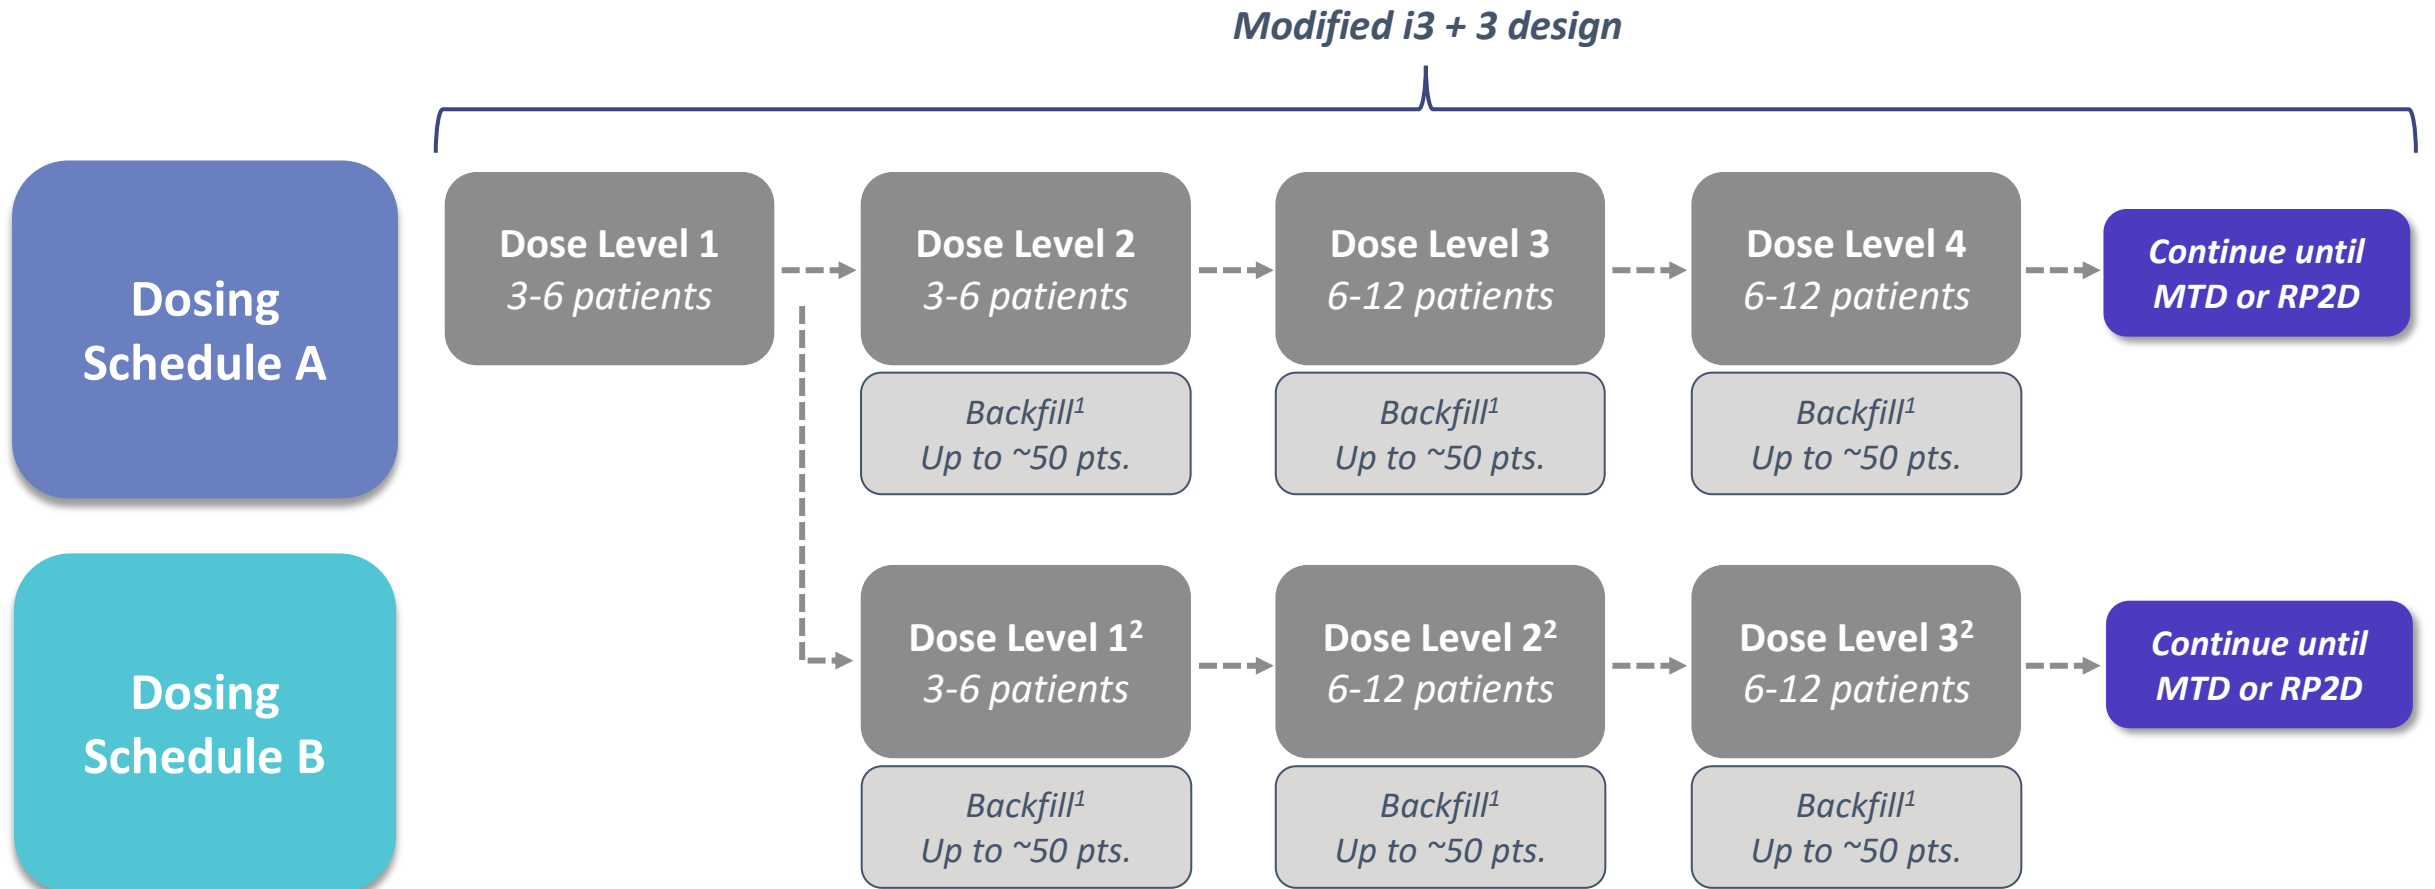 Modified i3 + 3 design
Dosing
Schedule A
Dose Level 1
3-6 patients
Dose Level 2
3-6 patients
Dose Level 3
6-12 patients
Dose Level 4
6-12 patients
Continue until
MTD or RP2D
Backfill¹
Up to ~50 pts.
Backfill¹
Up to ~50 pts.
Backfill¹
Up to ~50 pts.
Dosing
Schedule B
Dose Level 1²
3-6 patients
Dose Level 2²
6-12 patients
Dose Level 3²
6-12 patients
Continue until
MTD or RP2D
Backfill¹
Up to ~50 pts.
Backfill¹
Up to ~50 pts.
Backfill¹
Up to ~50 pts.